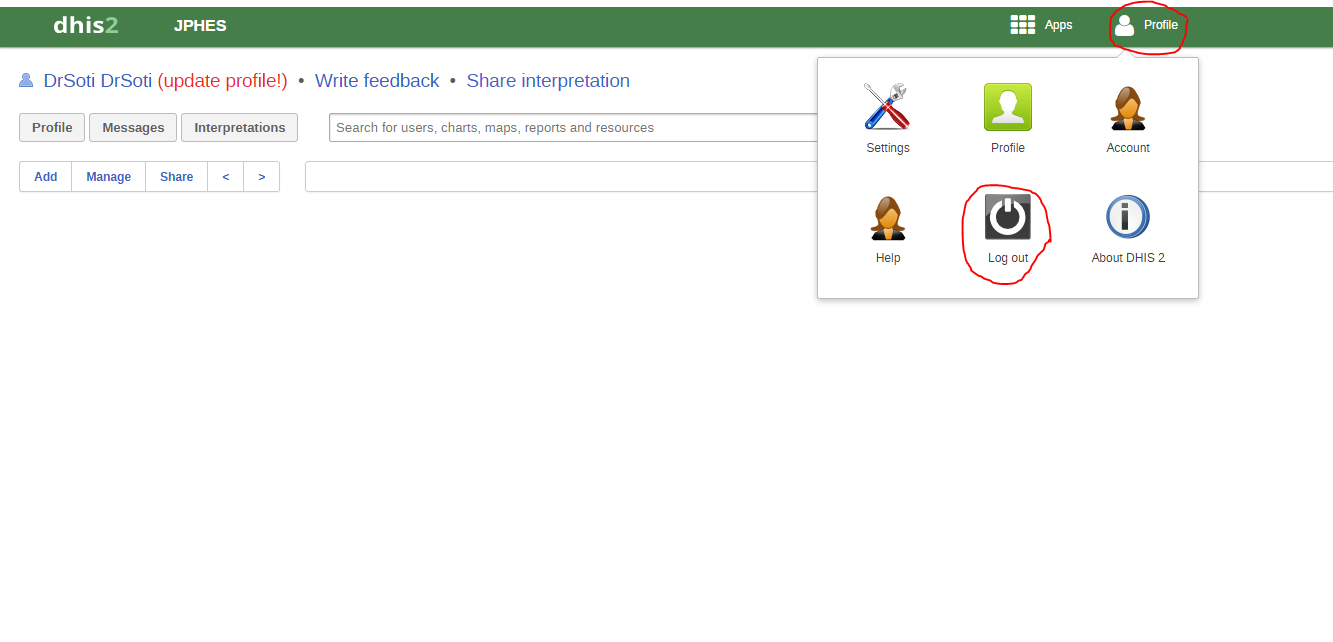 dhis2 JPHES Apps Profile
DrSoti DrSoti (update profile!) • Write feedback • Share interpretation
Profile Messages Interpretations Search for users, charts, maps, reports and resources
Settings Profile Account
Add Manage Share < >
Help Log out About DHIS 2